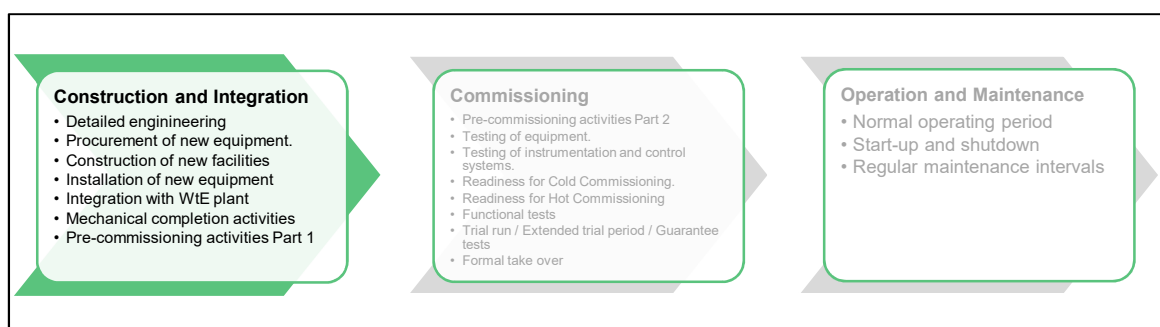 Construction and Integration
• Detailed enginineering
• Procurement of new equipment.
• Construction of new facilities
• Installation of new equipment
• Integration with WtE plant
• Mechanical completion activities
• Pre-commissioning activities Part 1
Commissioning
• Pre-commissioning activities Part 2
• Testing of equipment.
• Testing of instrumentation and control
systems.
• Readiness for Cold Commissioning.
• Readiness for Hot Commissioning
• Functional tests
• Trial run / Extended trial period / Guarantee
tests
• Formal take over
Operation and Maintenance
• Normal operating period
• Start-up and shutdown
• Regular maintenance intervals